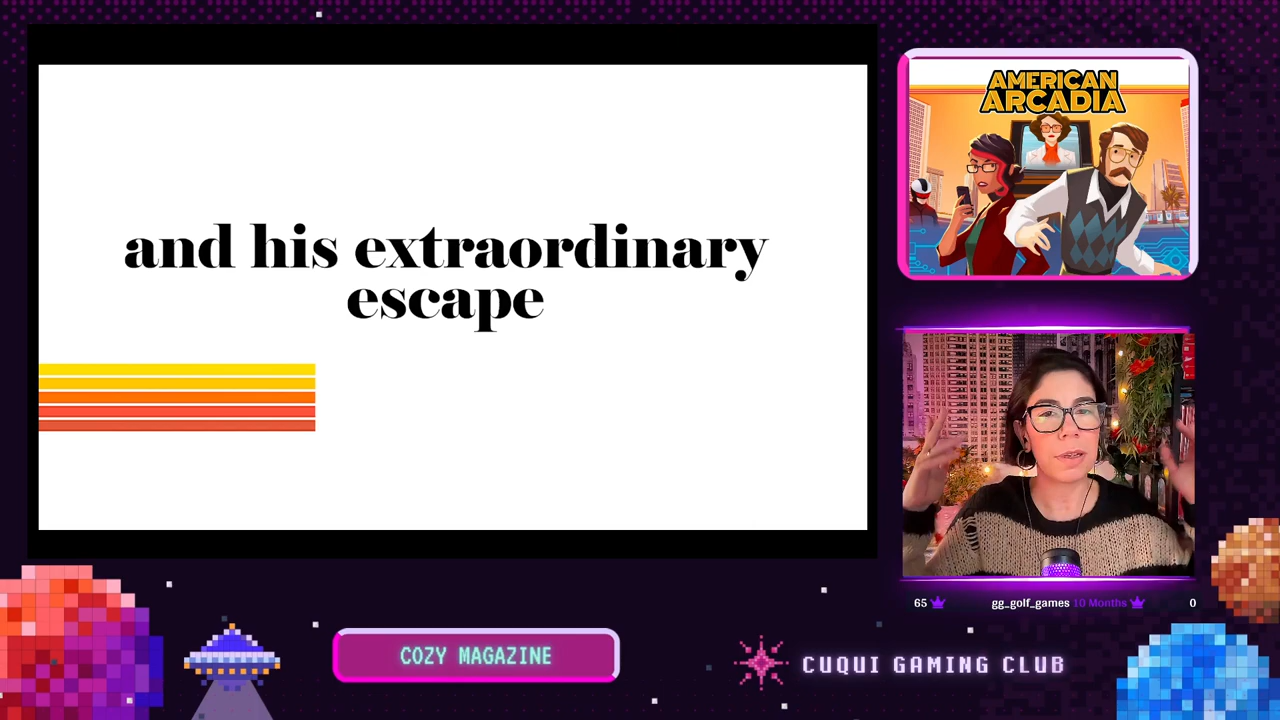 and his extraordinary
escape
AMERICAN
ARCADIA
65
gg_golf_games 10 Months
0
COZY MAGAZINE
CUQUI GAMING CLUB